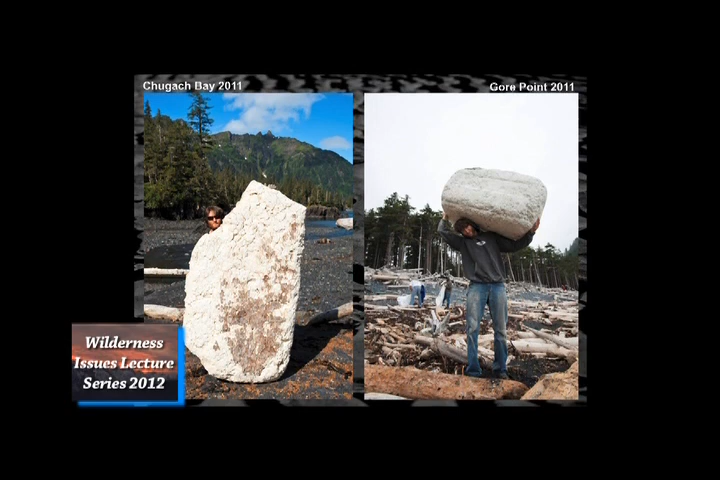 Chugach Bay 2011
Gore Point 2011
Wilderness
Issues Lecture
Series 2012